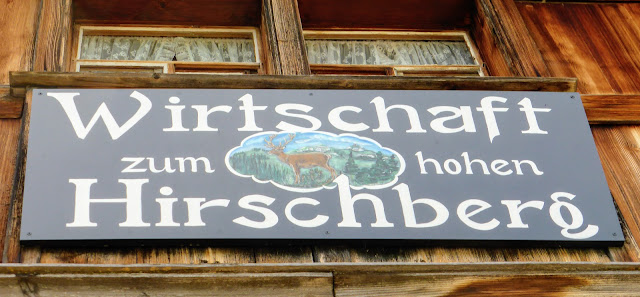 Wirtschaft
zum hohen
Hirschberg